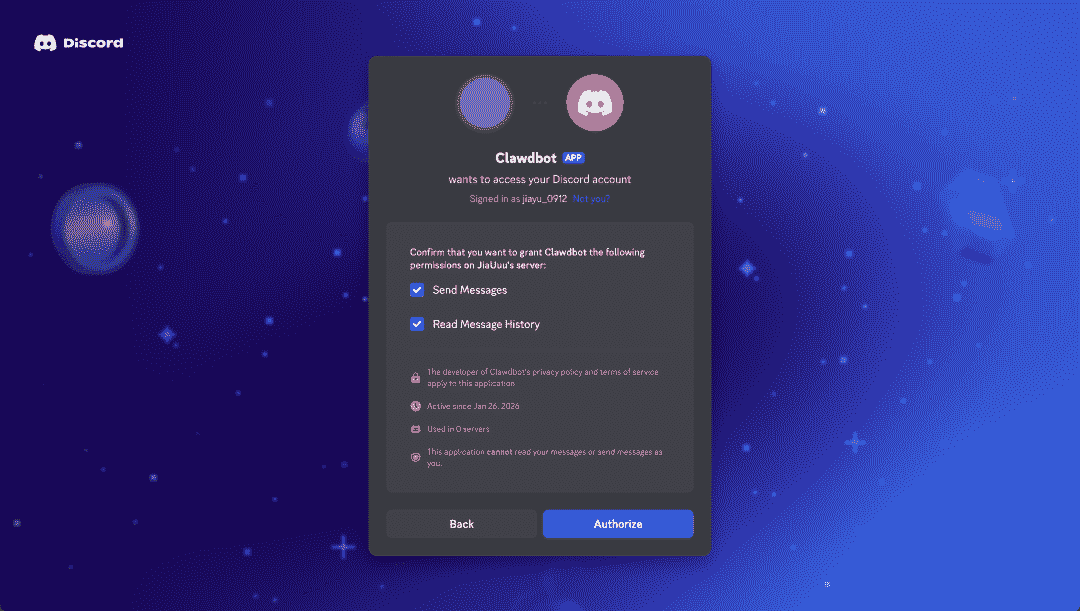 Discord
Clawdbot APP
wants to access your Discord account
Signed in as jiayu_0912 Not you?
Confirm that you want to grant Clawdbot the following
permissions on JiaUuu's server:
Send Messages
Read Message History
The developer of Clawdbot's privacy policy and terms of service
apply to this application
Active since Jan 26, 2026
Used in 0 servers
This application cannot read your messages or send messages as
you.
Back
Authorize